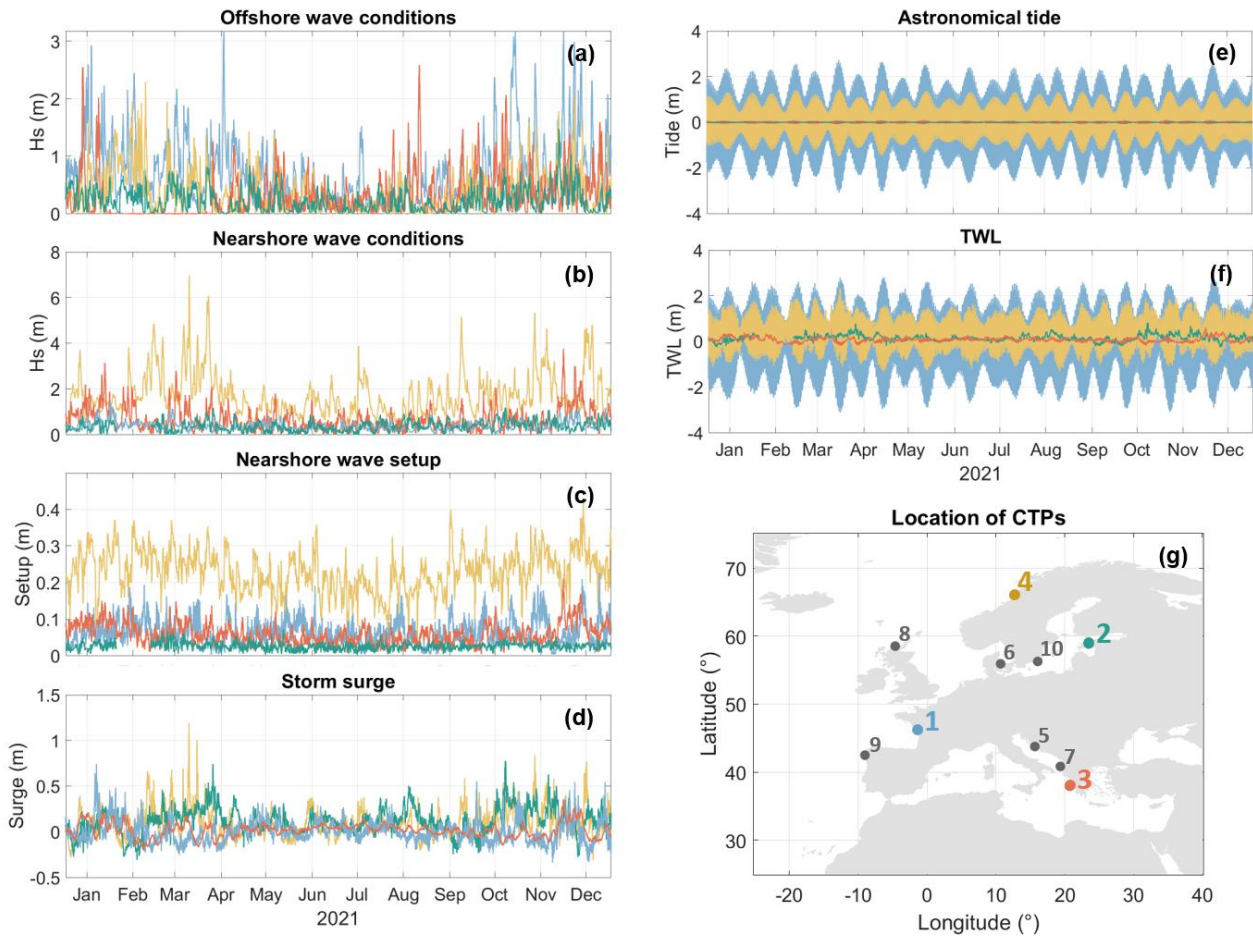 Offshore wave conditions
(a)
3
2
1
0
Hs (m)
Nearshore wave conditions
(b)
8
6
4
2
0
Hs (m)
Nearshore wave setup
(c)
0.4
0.3
0.2
0.1
0
Setup (m)
Storm surge
(d)
1.5
1
0.5
0
-0.5
Surge (m)
Jan Feb Mar Apr May Jun Jul Aug Sep Oct Nov Dec
2021
Astronomical tide
(e)
4
2
0
-2
-4
Tide (m)
TWL
(f)
4
2
0
-2
-4
TWL (m)
Jan Feb Mar Apr May Jun Jul Aug Sep Oct Nov Dec
2021
Location of CTPs
(g)
70
60
50
40
30
Latitude (°)
4
8
2
6
10
1
9
5
7
3
-20 -10 0 10 20 30 40
Longitude (°)